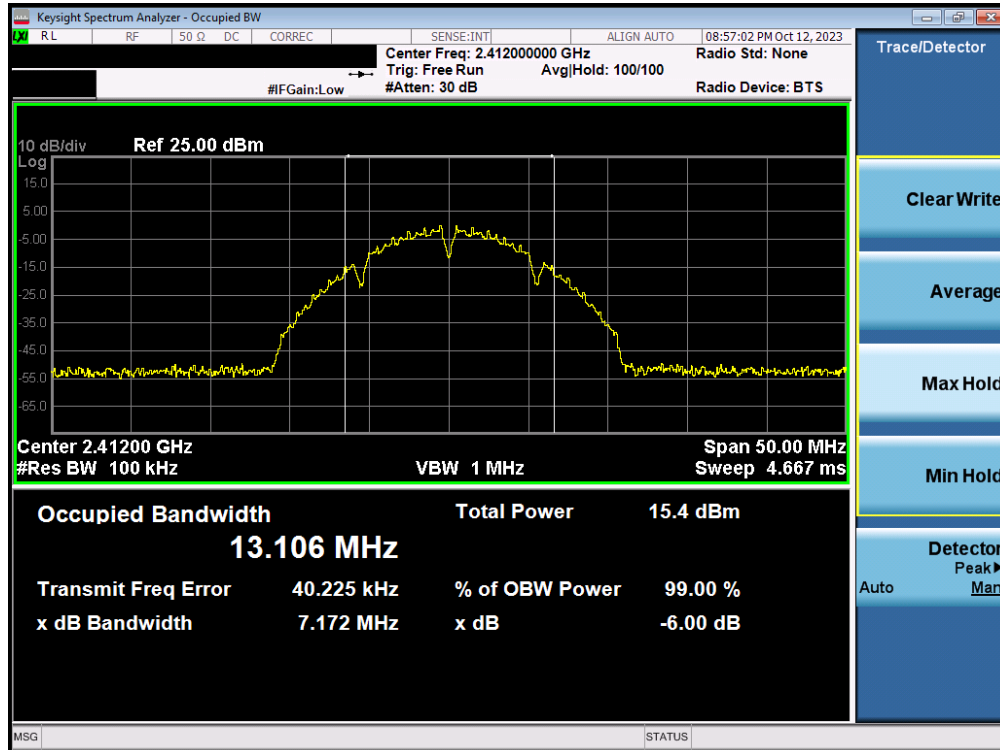 Keysight Spectrum Analyzer - Occupied BW
LXI RL RF 50 Ω DC CORREC SENSE:INT ALIGN AUTO 08:57:02 PM Oct 12, 2023
Center Freq: 2.412000000 GHz Radio Std: None
Trig: Free Run Avg|Hold: 100/100
#IFGain:Low #Atten: 30 dB Radio Device: BTS
Trace/Detector
10 dB/div Ref 25.00 dBm
Log
15.0
5.00
-5.00
-15.0
-25.0
-35.0
-45.0
-55.0
-65.0
Center 2.41200 GHz Span 50.00 MHz
#Res BW 100 kHz VBW 1 MHz Sweep 4.667 ms
Occupied Bandwidth Total Power 15.4 dBm
13.106 MHz
Transmit Freq Error 40.225 kHz % of OBW Power 99.00 %
x dB Bandwidth 7.172 MHz x dB -6.00 dB
Clear Write
Average
Max Hold
Min Hold
Detector
Peak▶
Auto Man
MSG STATUS